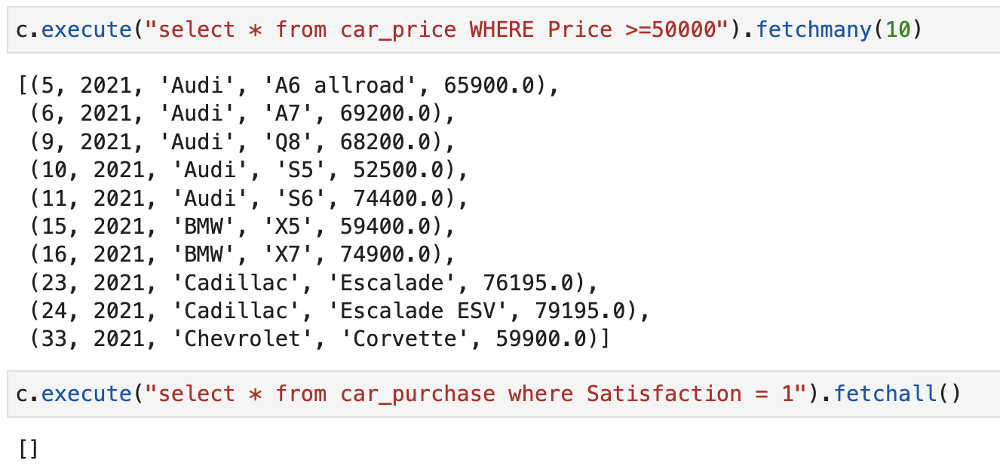 c.execute("select * from car_price WHERE Price >=50000").fetchmany(10)
[(5, 2021, 'Audi', 'A6 allroad', 65900.0),
 (6, 2021, 'Audi', 'A7', 69200.0),
 (9, 2021, 'Audi', 'Q8', 68200.0),
 (10, 2021, 'Audi', 'S5', 52500.0),
 (11, 2021, 'Audi', 'S6', 74400.0),
 (15, 2021, 'BMW', 'X5', 59400.0),
 (16, 2021, 'BMW', 'X7', 74900.0),
 (23, 2021, 'Cadillac', 'Escalade', 76195.0),
 (24, 2021, 'Cadillac', 'Escalade ESV', 79195.0),
 (33, 2021, 'Chevrolet', 'Corvette', 59900.0)]
c.execute("select * from car_purchase where Satisfaction = 1").fetchall()
[]